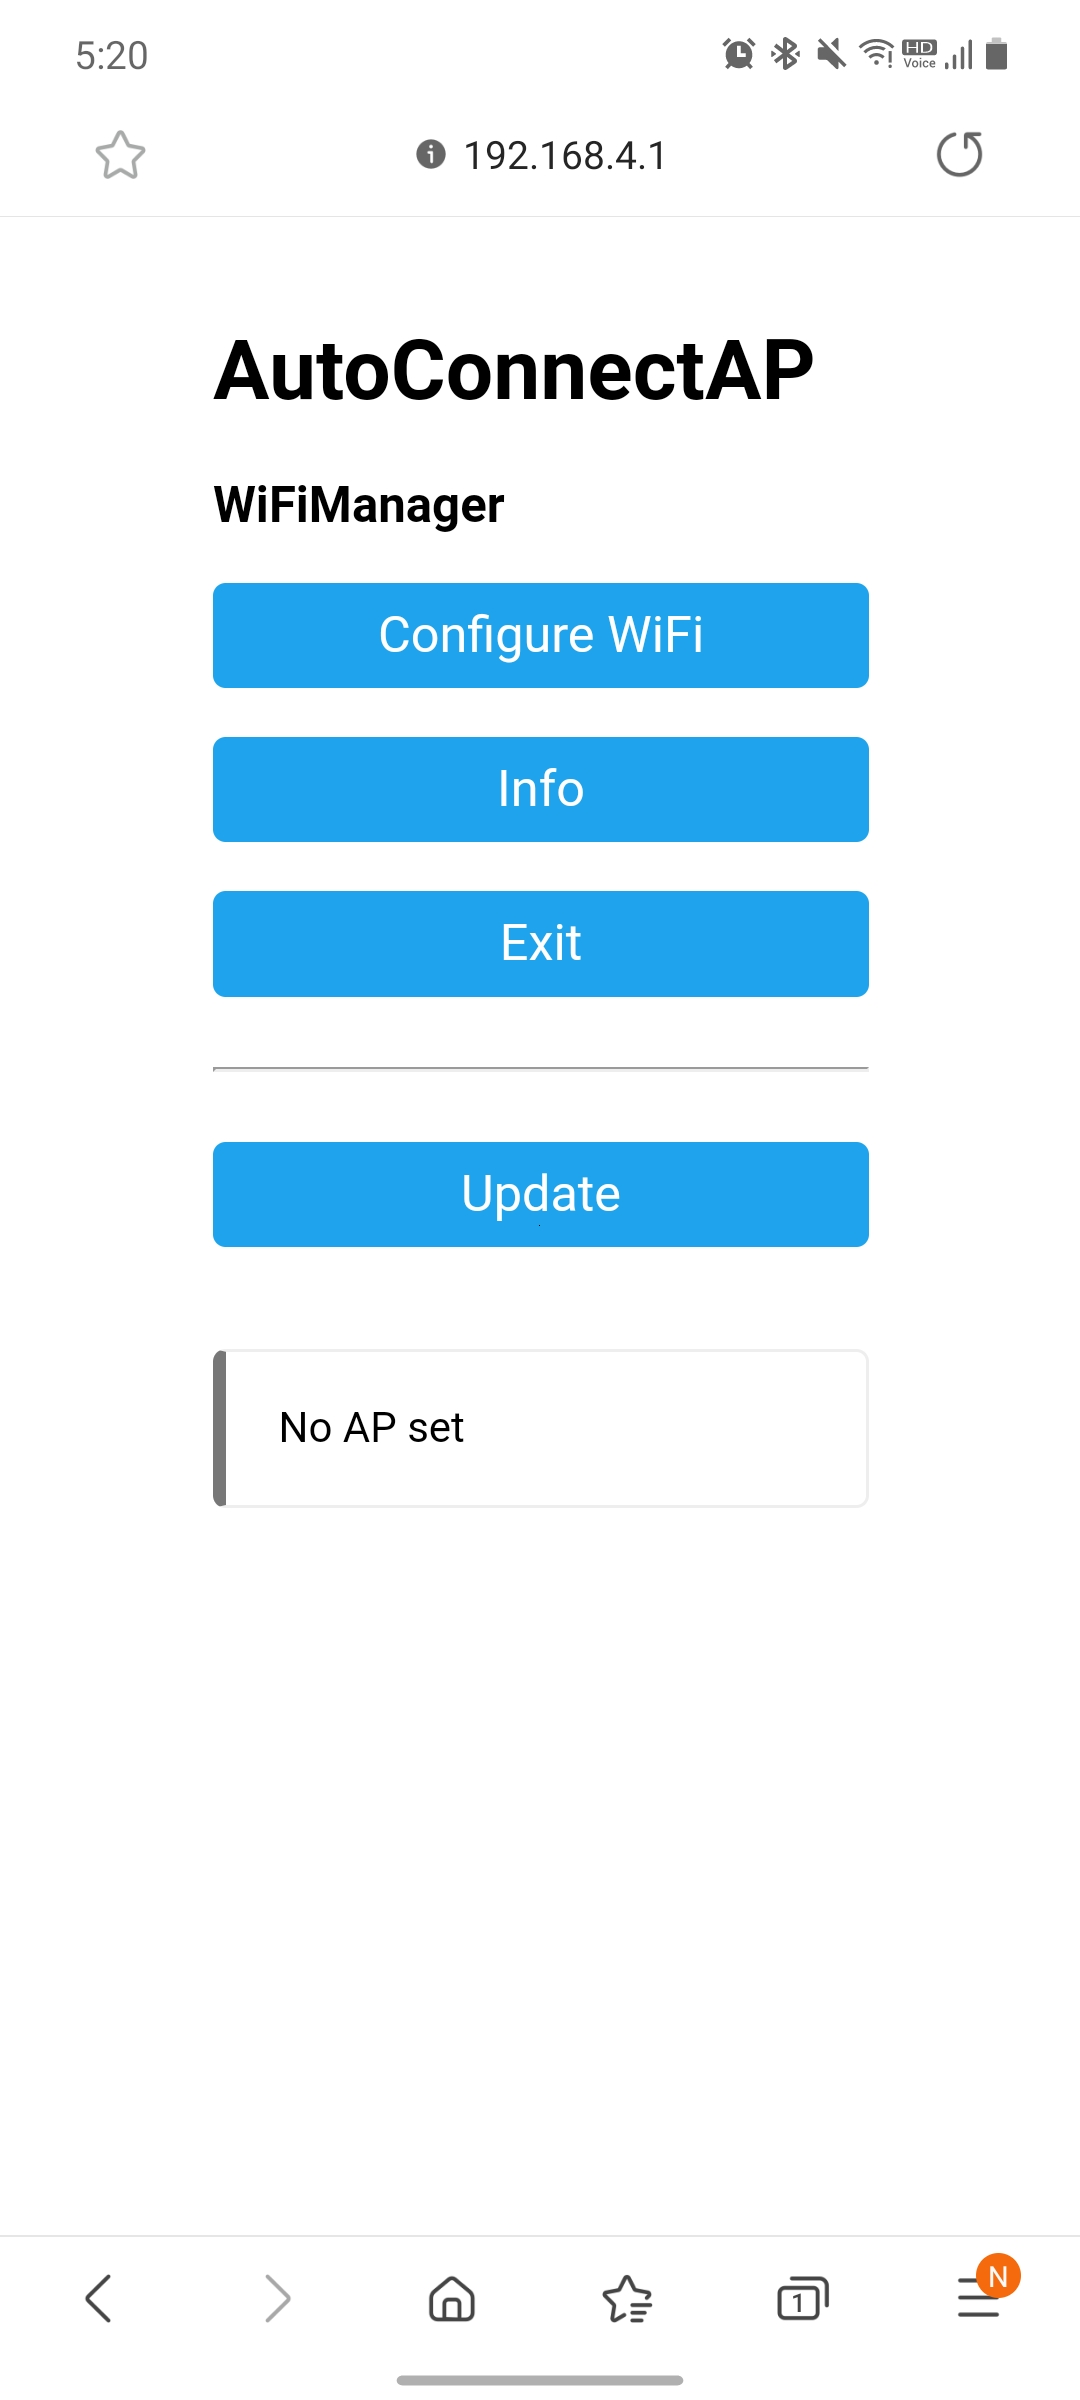 5:20
HD
Voice
192.168.4.1
AutoConnectAP
WiFiManager
Configure WiFi
Info
Exit
Update
No AP set
1
N